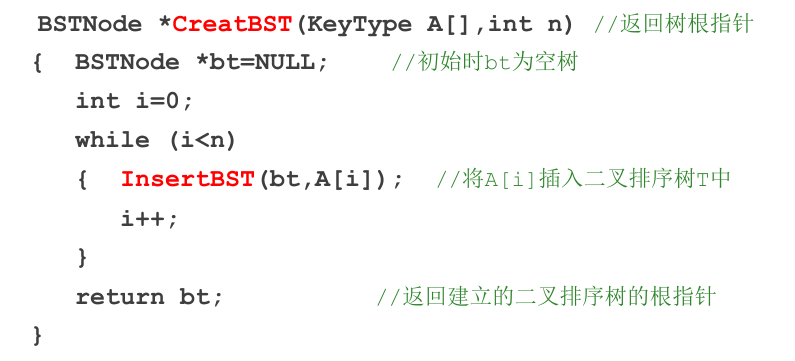 BSTNode *CreatBST(KeyType A[],int n) //返回树根指针
{ BSTNode *bt=NULL; //初始时bt为空树
int i=0;
while (i<n)
{ InsertBST(bt,A[i]); //将A[i]插入二叉排序树T中
i++;
}
return bt; //返回建立的二叉排序树的根指针
}